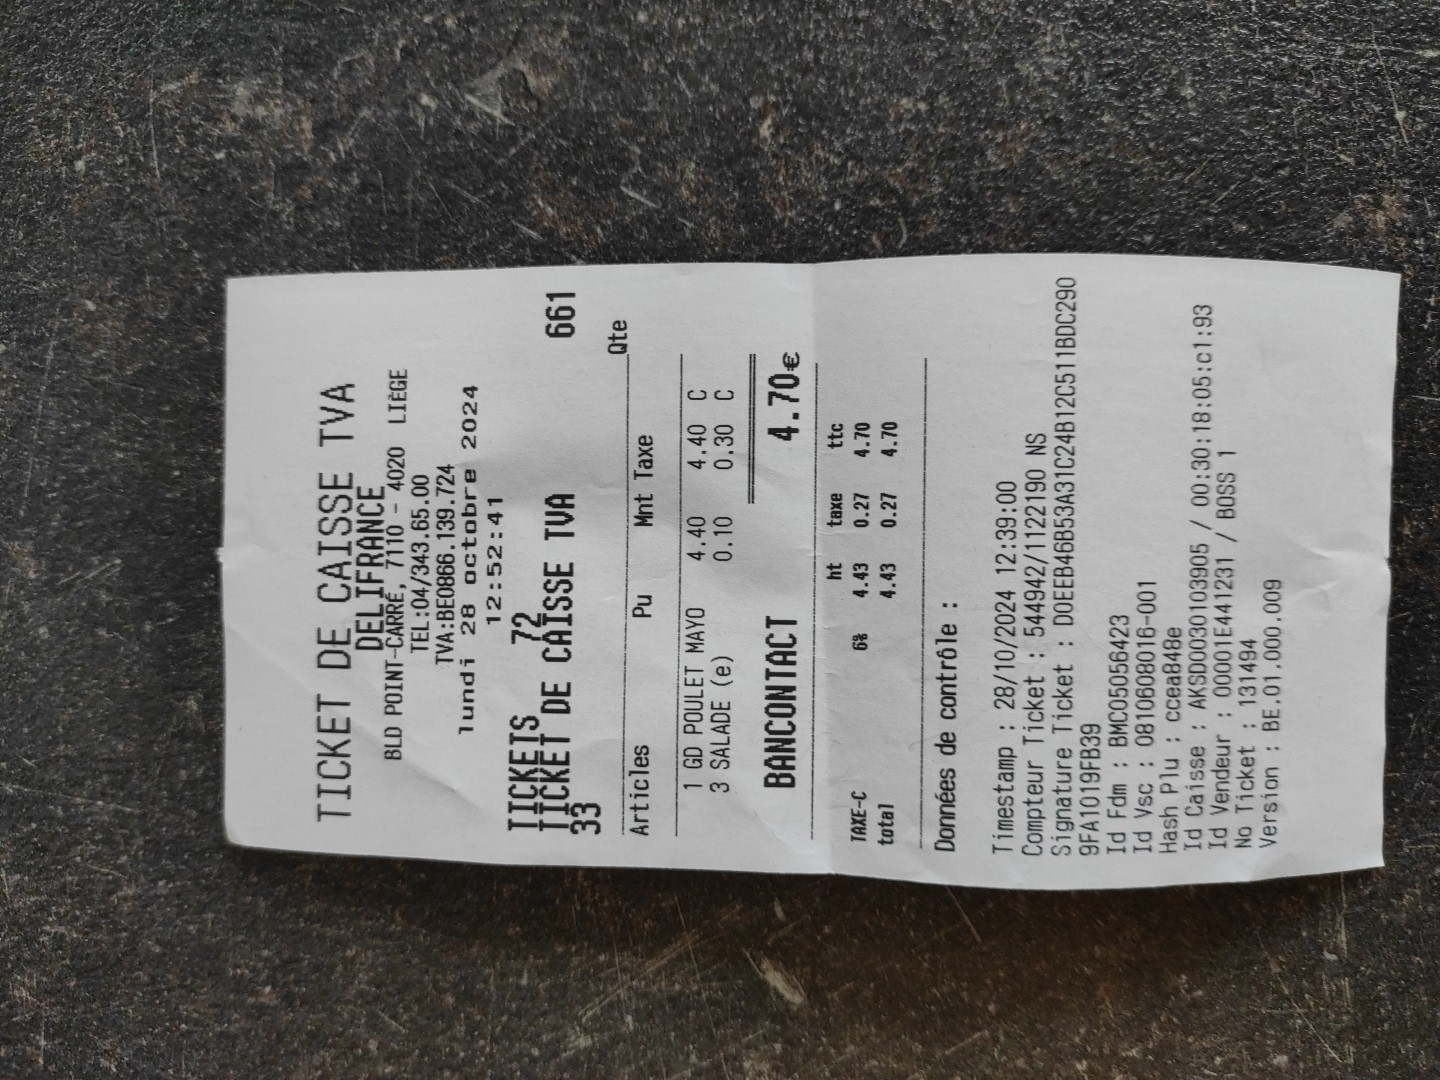 TICKET DE CAISSE TVA
DELIFRANCE
BLD POINT-CARRÉ, 7110 - 4020 LIÈGE
TEL:04/343.65.00
TVA:BE0866.139.724
lundi 28 octobre 2024
12:52:41
TICKETS 72
TICKET DE CAISSE TVA 661
33
Qte
Articles Pu Mnt Taxe
1 GD POULET MAYO 4.40 4.40 C
3 SALADE (e) 0.10 0.30 C
BANCONTACT 4.70€
ht taxe ttc
TAXE-C 6% 4.43 0.27 4.70
total 4.43 0.27 4.70
Données de contrôle :
Timestamp : 28/10/2024 12:39:00
Compteur Ticket : 544942/1122190 NS
Signature Ticket : D0EEB46B53A31C24B12C511BDC290
9FA1019FB39
Id Fdm : BMC05056423
Id Vsc : 0810608016-001
Hash Plu : ccea848e
Id Caisse : AKSD0030103905 / 00:30:18:05:c1:93
Id Vendeur : 00001E441231 / BOSS 1
No Ticket : 131494
Version : BE.01.000.009